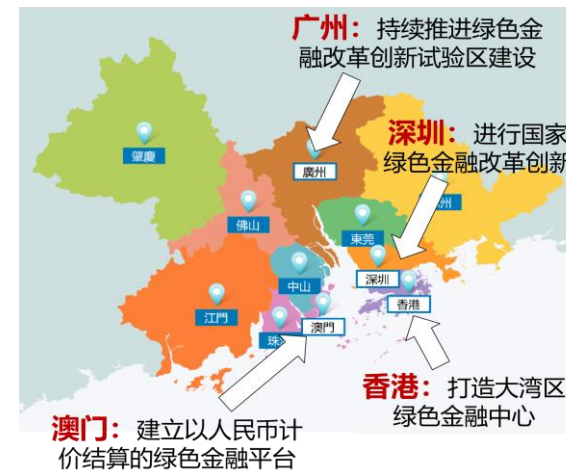 广州：持续推进绿色金
融改革创新试验区建设
深圳：进行国家
绿色金融改革创新
肇慶
廣州
州
佛山
東莞
深圳
中山
香港
江門
珠
澳門
香港：打造大湾区
绿色金融中心
澳门：建立以人民币计
价结算的绿色金融平台